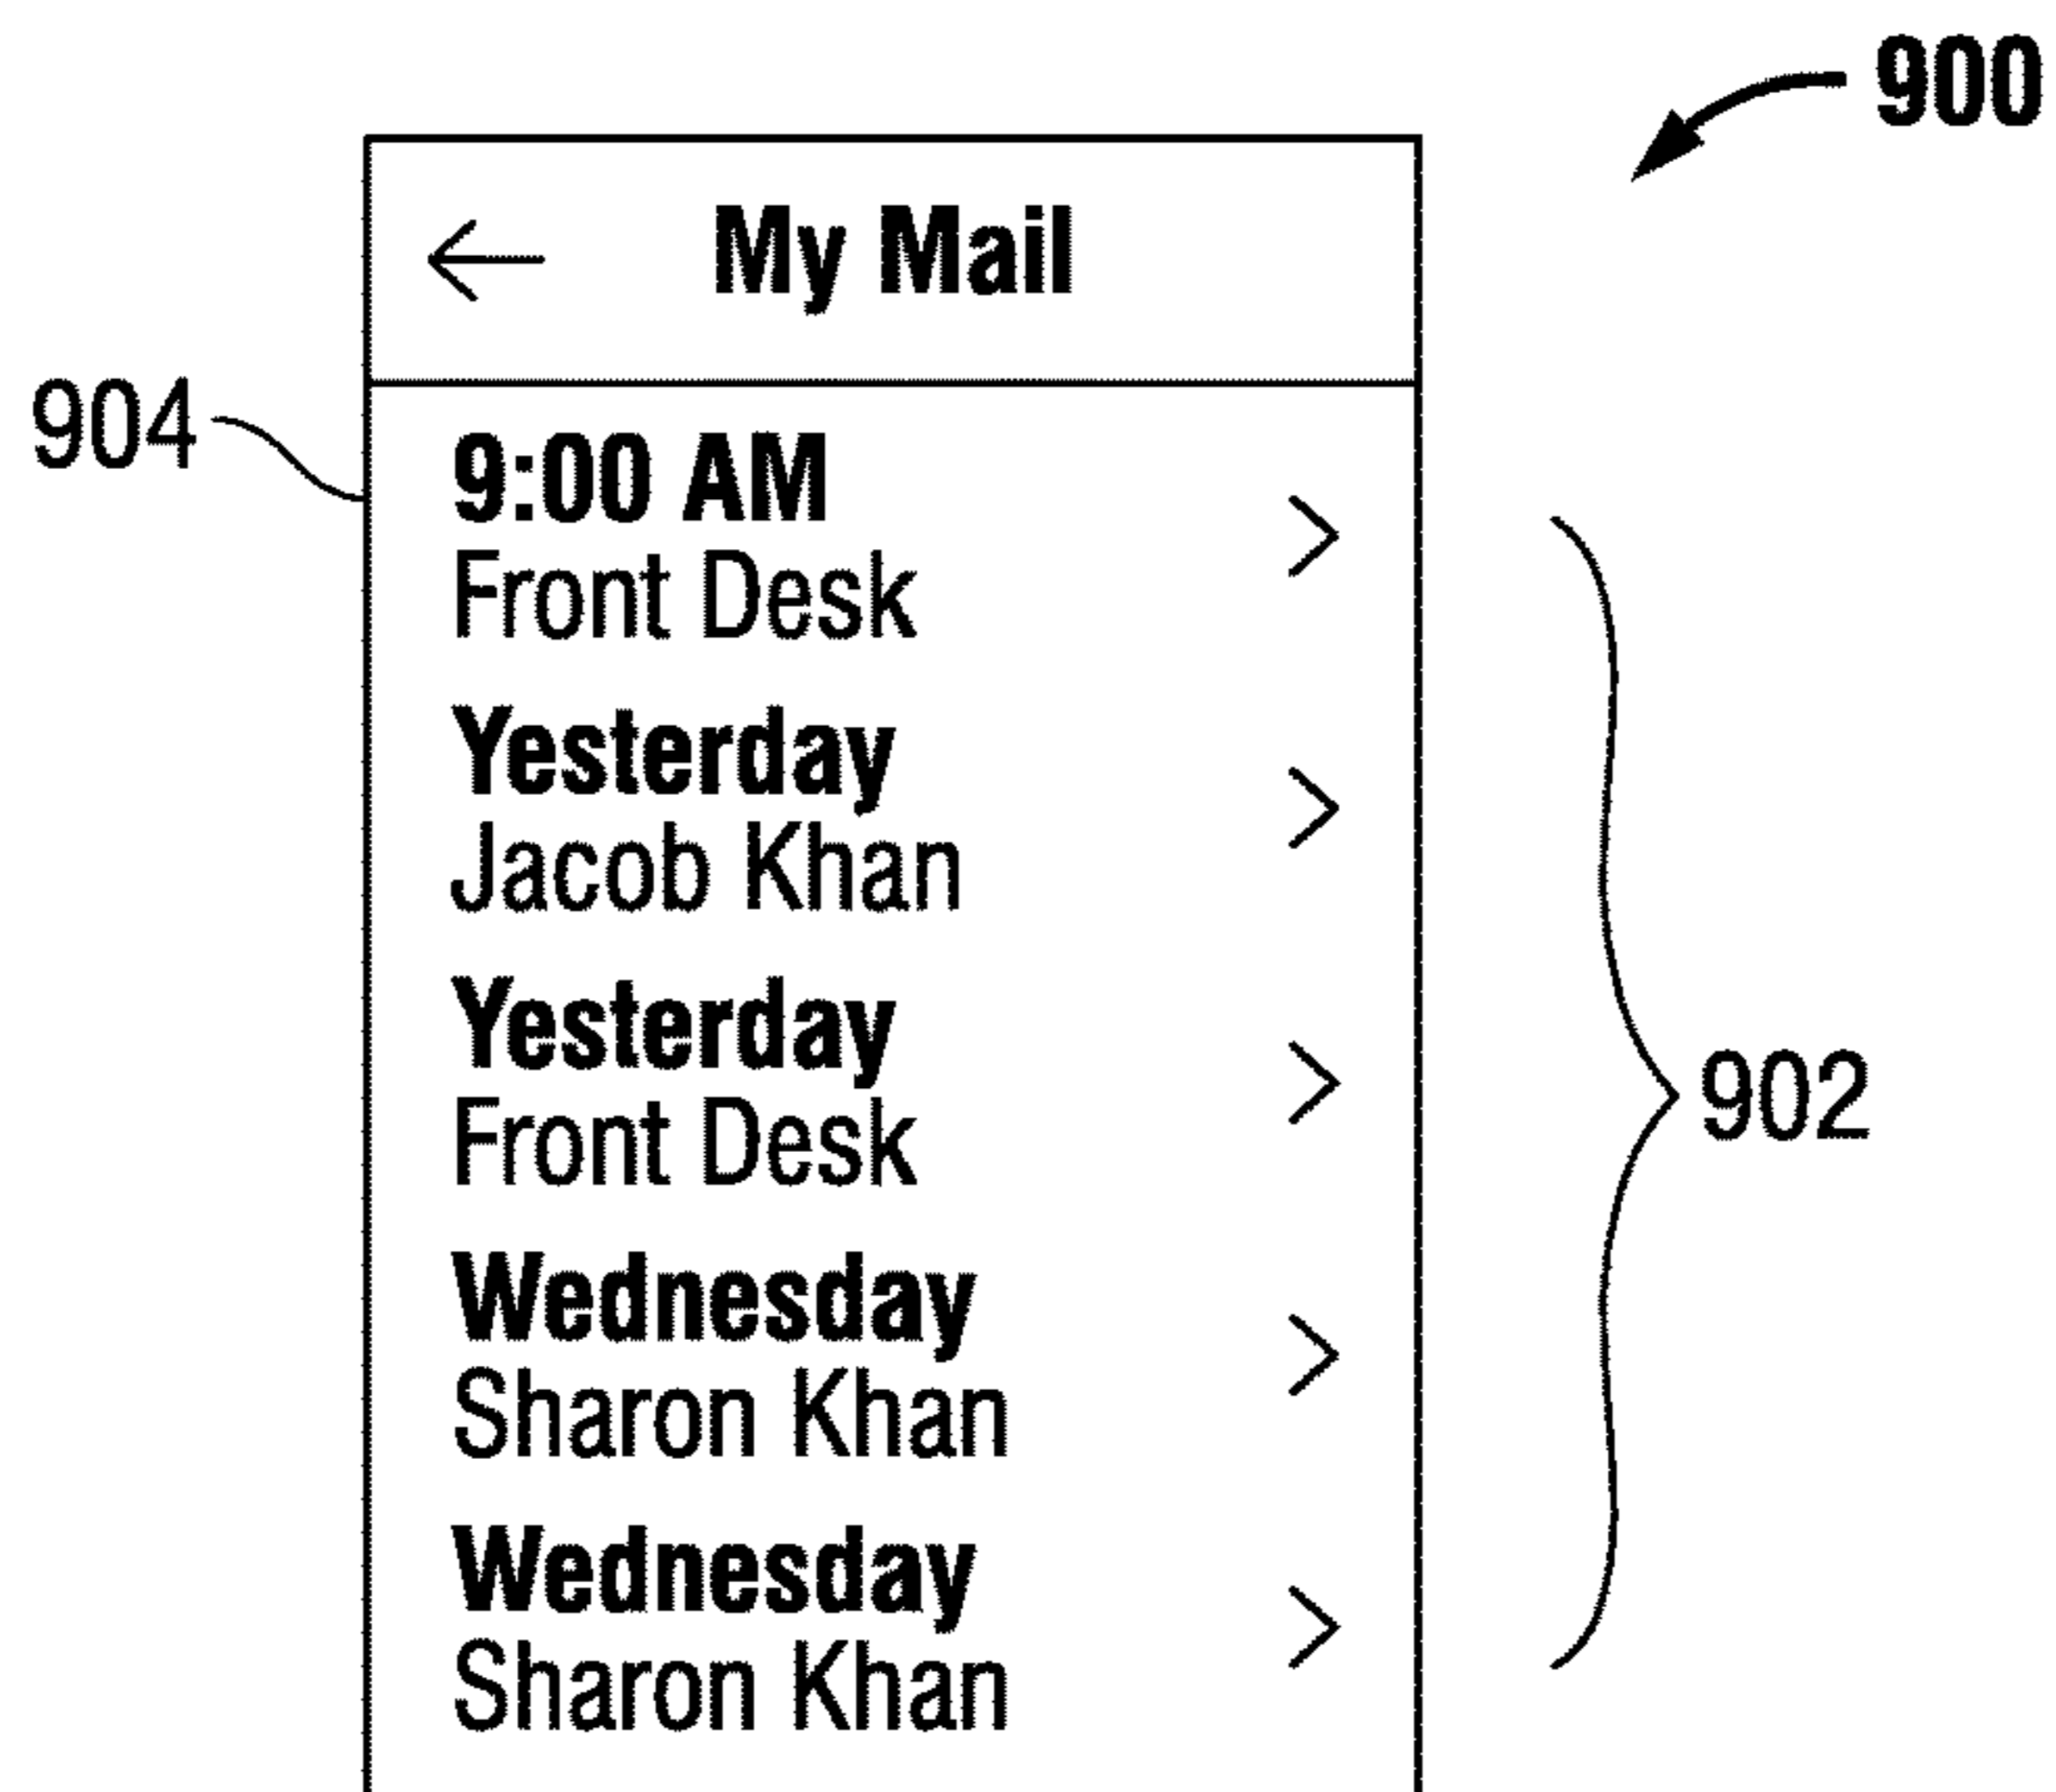 900
My Mail
904
9:00 AM
Front Desk
Yesterday
Jacob Khan
Yesterday
Front Desk
902
Wednesday
Sharon Khan
Wednesday
Sharon Khan